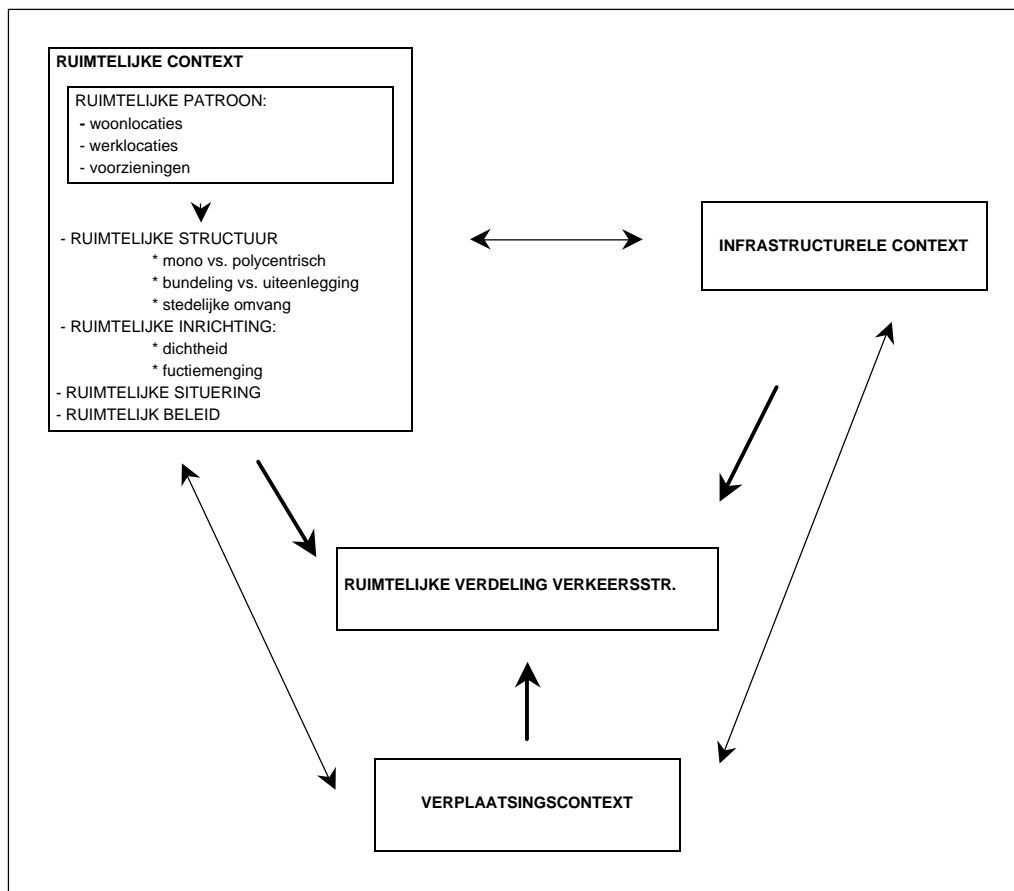 RUIMTELIJKE CONTEXT
RUIMTELIJKE PATROON:
- woonlocaties
- werklocaties
- voorzieningen
- RUIMTELIJKE STRUCTUUR
* mono vs. polycentrisch
* bundeling vs. uiteenlegging
* stedelijke omvang
- RUIMTELIJKE INRICHTING:
* dichtheid
* fuctiemenging
- RUIMTELIJKE SITUERING
- RUIMTELIJK BELEID
INFRASTRUCTURELE CONTEXT
RUIMTELIJKE VERDELING VERKEERSSTR.
VERPLAATSINGSCONTEXT